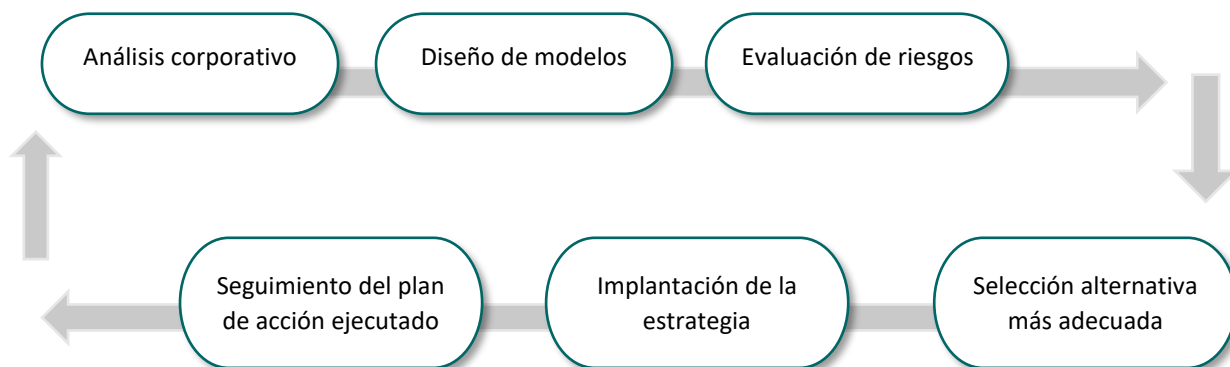 Análisis corporativo
Diseño de modelos
Evaluación de riesgos
Selección alternativa
más adecuada
Implantación de la
estrategia
Seguimiento del plan
de acción ejecutado